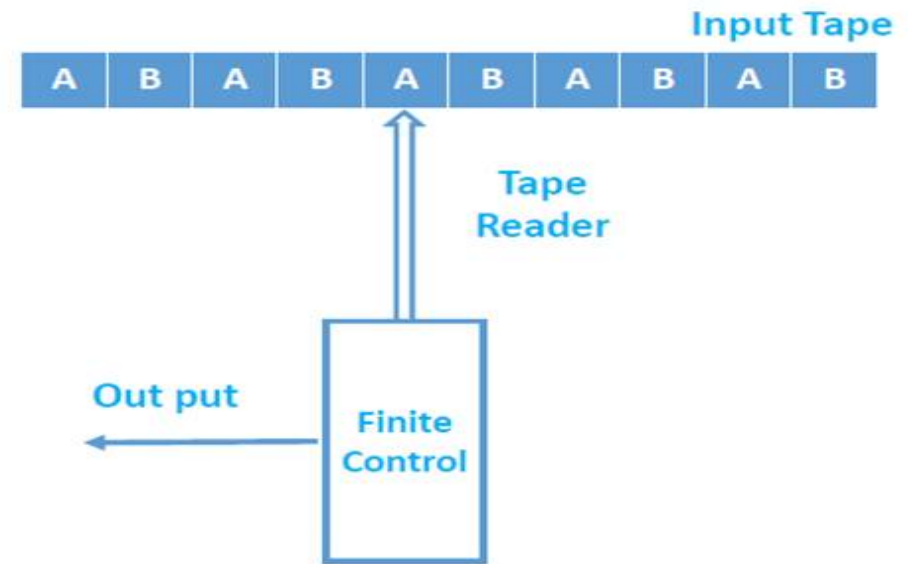 Input Tape
A B A B A B A B A B
Tape
Reader
Out put
Finite
Control